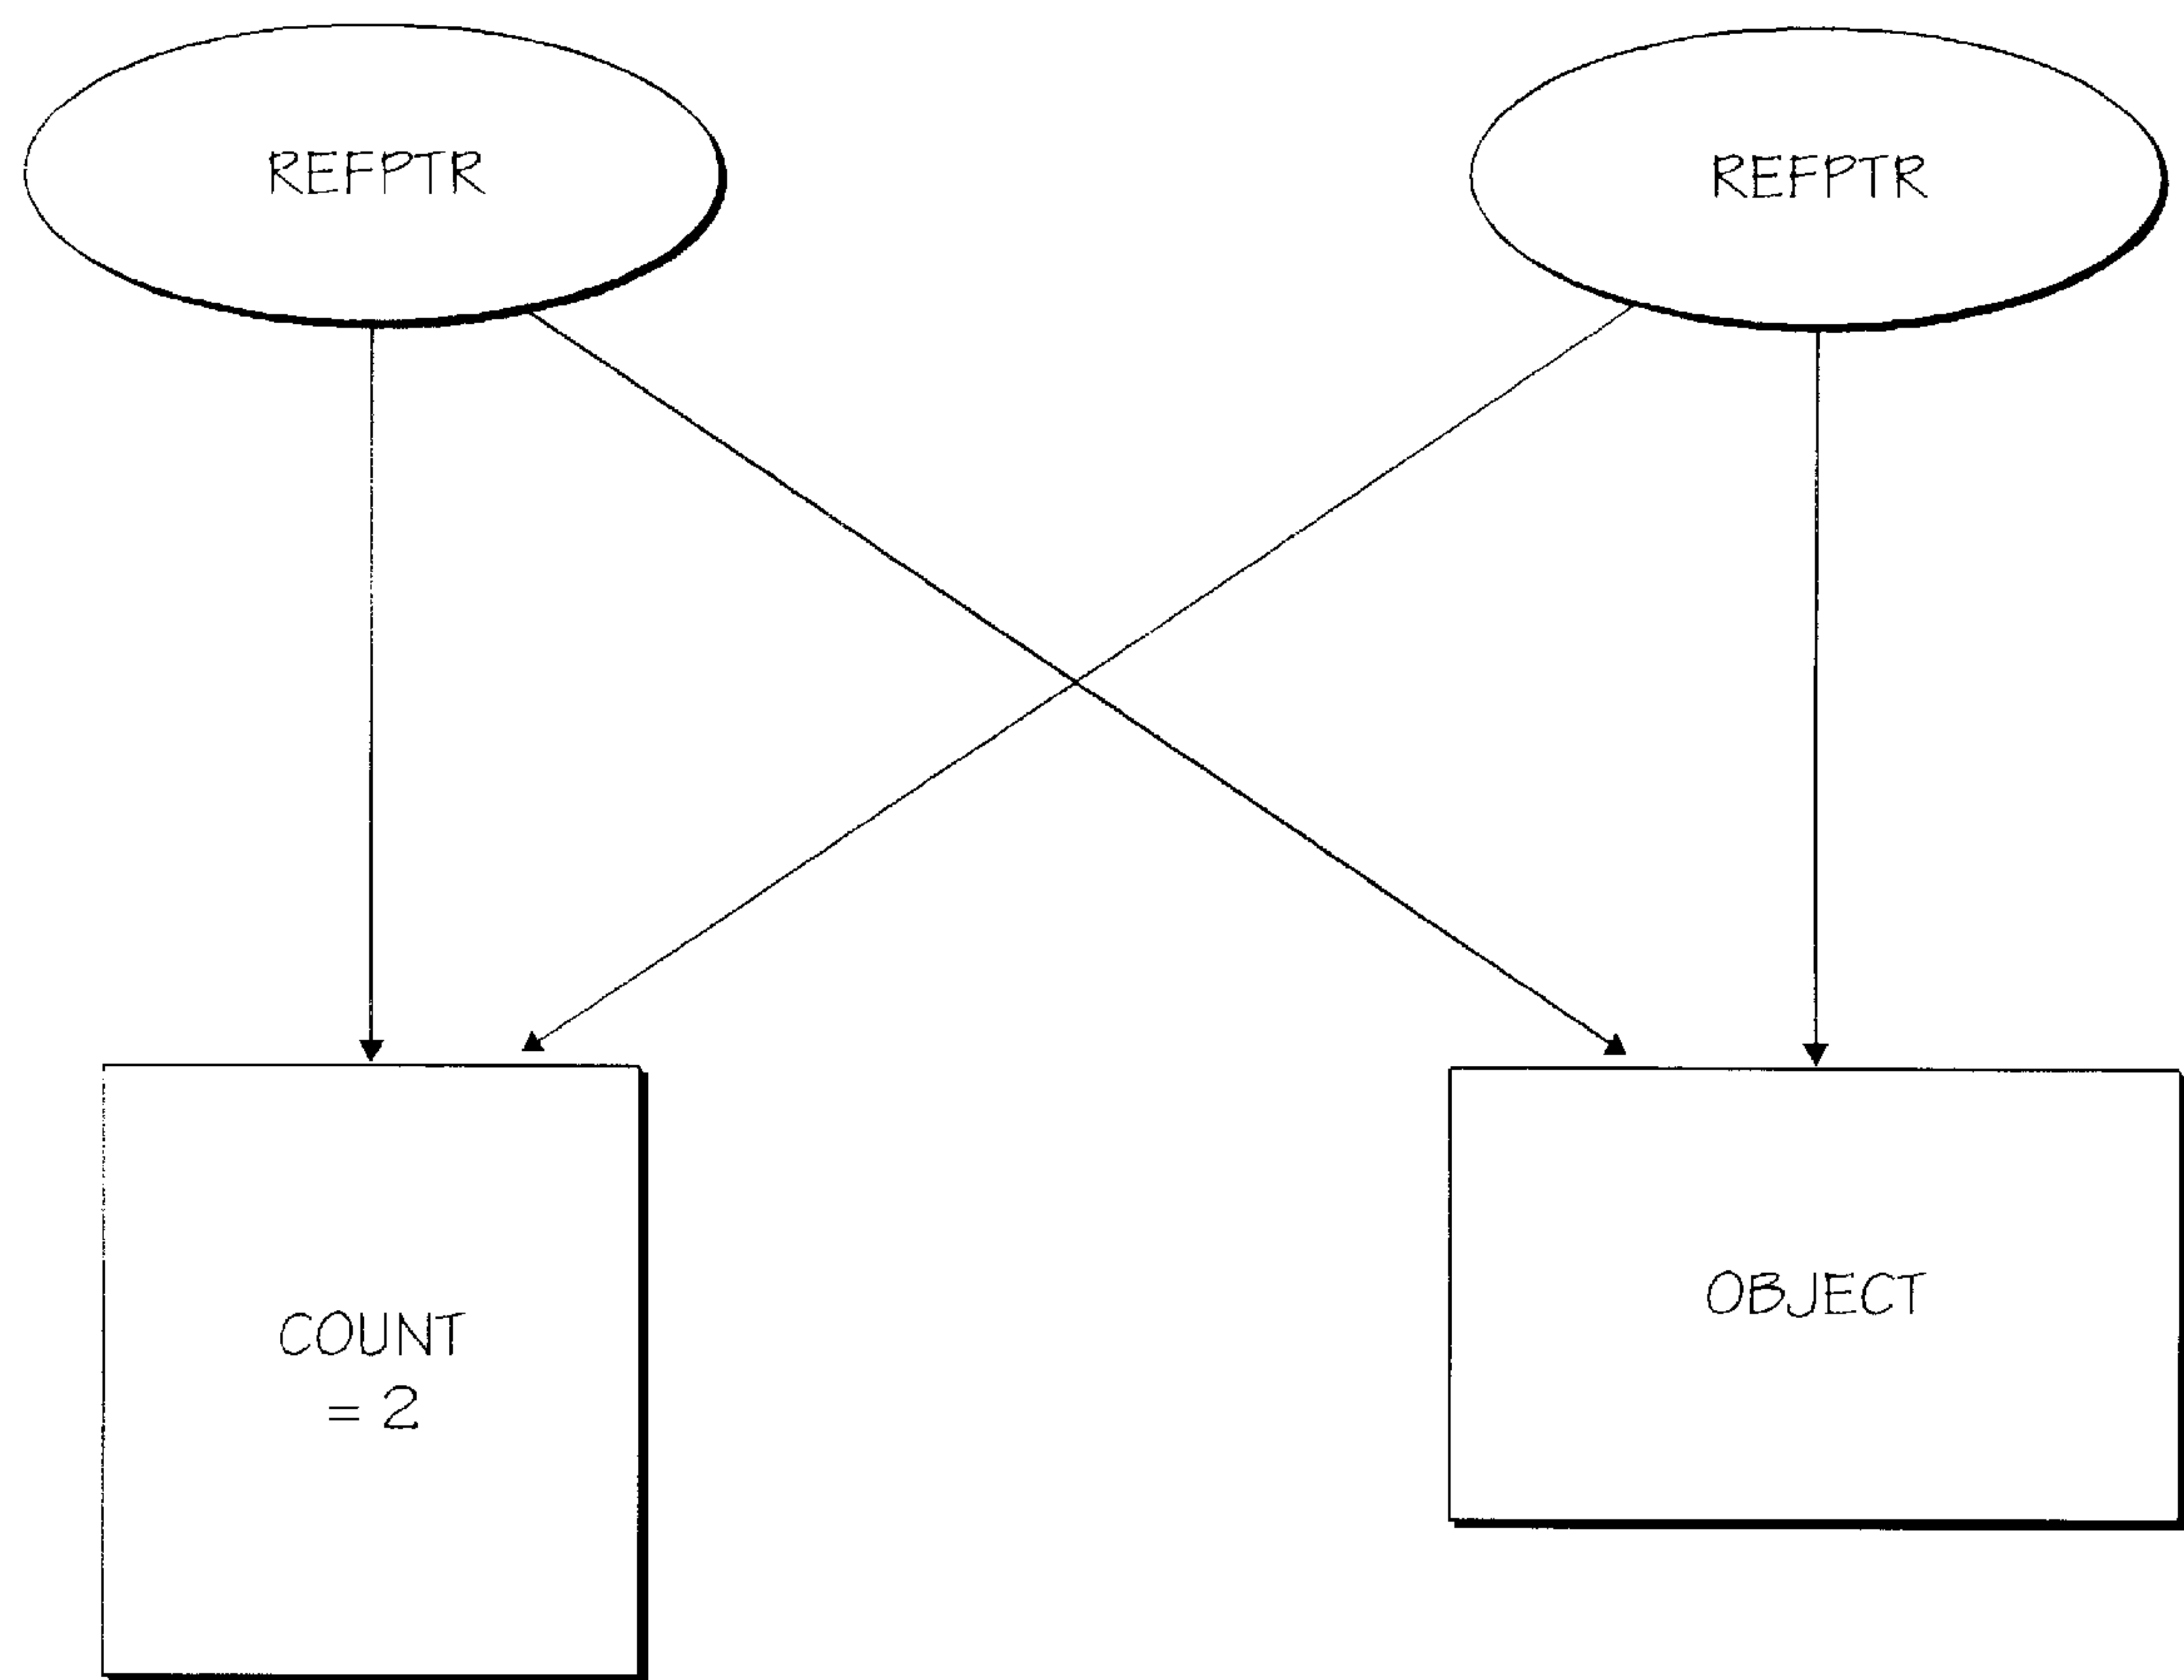 REFPTR
REFPTR
COUNT
= 2
OBJECT